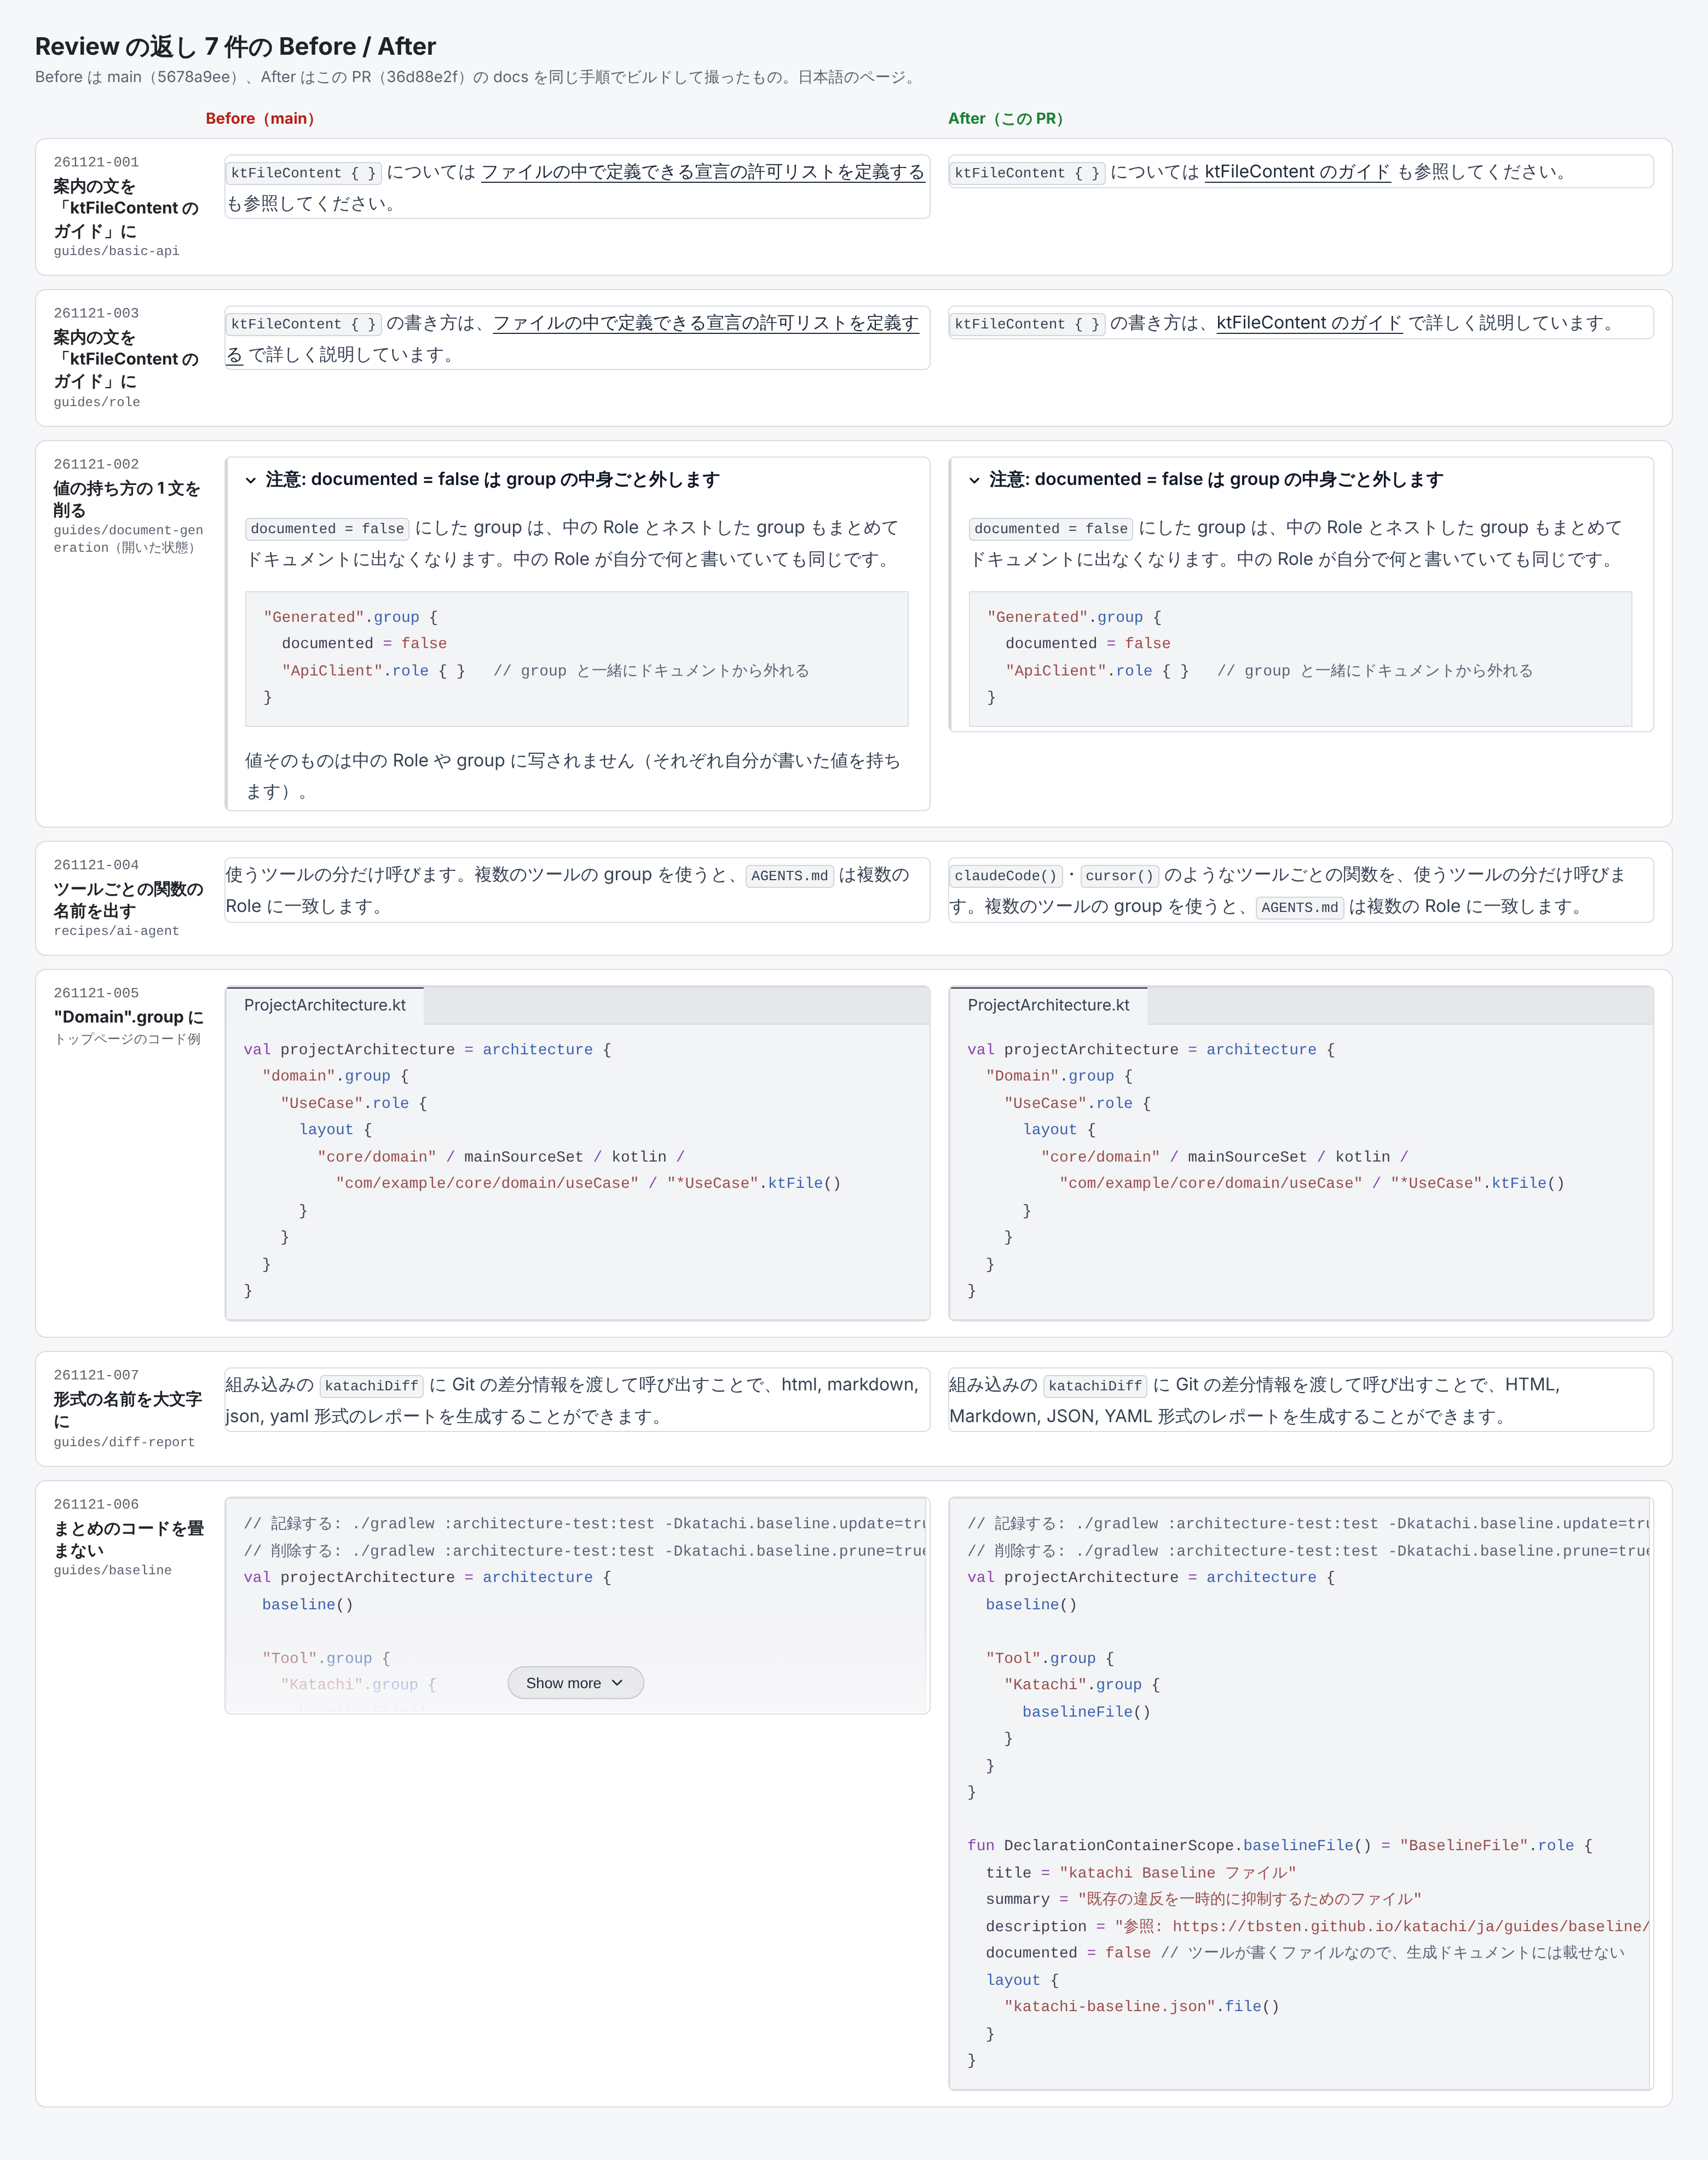 Review の返し 7 件の Before / After
Before は main（5678a9ee）、After はこの PR（36d88e2f）の docs を同じ手順でビルドして撮ったもの。日本語のページ。
Before（main）
After（この PR）
261121-001
案内の文を
「ktFileContent の
ガイド」に
guides/basic-api
ktFileContent { } については ファイルの中で定義できる宣言の許可リストを定義する
も参照してください。
ktFileContent { } については ktFileContent のガイド も参照してください。
261121-003
案内の文を
「ktFileContent の
ガイド」に
guides/role
ktFileContent { } の書き方は、ファイルの中で定義できる宣言の許可リストを定義す
る で詳しく説明しています。
ktFileContent { } の書き方は、ktFileContent のガイド で詳しく説明しています。
261121-002
値の持ち方の 1 文を
削る
guides/document-gen
eration（開いた状態）
注意: documented = false は group の中身ごと外します
documented = false にした group は、中の Role とネストした group もまとめて
ドキュメントに出なくなります。中の Role が自分で何と書いていても同じです。
"Generated".group {
documented = false
"ApiClient".role { }   // group と一緒にドキュメントから外れる
}
値そのものは中の Role や group に写されません（それぞれ自分が書いた値を持ち
ます）。
注意: documented = false は group の中身ごと外します
documented = false にした group は、中の Role とネストした group もまとめて
ドキュメントに出なくなります。中の Role が自分で何と書いていても同じです。
"Generated".group {
documented = false
"ApiClient".role { }   // group と一緒にドキュメントから外れる
}
261121-004
ツールごとの関数の
名前を出す
recipes/ai-agent
使うツールの分だけ呼びます。複数のツールの group を使うと、AGENTS.md は複数の
Role に一致します。
claudeCode()・cursor() のようなツールごとの関数を、使うツールの分だけ呼びま
す。複数のツールの group を使うと、AGENTS.md は複数の Role に一致します。
261121-005
"Domain".group に
トップページのコード例
ProjectArchitecture.kt
val projectArchitecture = architecture {
"domain".group {
"UseCase".role {
layout {
"core/domain" / mainSourceSet / kotlin /
"com/example/core/domain/useCase" / "*UseCase".ktFile()
}
}
}
}
ProjectArchitecture.kt
val projectArchitecture = architecture {
"Domain".group {
"UseCase".role {
layout {
"core/domain" / mainSourceSet / kotlin /
"com/example/core/domain/useCase" / "*UseCase".ktFile()
}
}
}
}
261121-007
形式の名前を大文字
に
guides/diff-report
組み込みの katachiDiff に Git の差分情報を渡して呼び出すことで、html, markdown,
json, yaml 形式のレポートを生成することができます。
組み込みの katachiDiff に Git の差分情報を渡して呼び出すことで、HTML,
Markdown, JSON, YAML 形式のレポートを生成することができます。
261121-006
まとめのコードを畳
まない
guides/baseline
// 記録する: ./gradlew :architecture-test:test -Dkatachi.baseline.update=tru
// 削除する: ./gradlew :architecture-test:test -Dkatachi.baseline.prune=true
val projectArchitecture = architecture {
baseline()
"Tool".group {
"Katachi".group {
Show more
// 記録する: ./gradlew :architecture-test:test -Dkatachi.baseline.update=tru
// 削除する: ./gradlew :architecture-test:test -Dkatachi.baseline.prune=true
val projectArchitecture = architecture {
baseline()
"Tool".group {
"Katachi".group {
baselineFile()
}
}
}
fun DeclarationContainerScope.baselineFile() = "BaselineFile".role {
title = "katachi Baseline ファイル"
summary = "既存の違反を一時的に抑制するためのファイル"
description = "参照: https://tbsten.github.io/katachi/ja/guides/baseline/
documented = false // ツールが書くファイルなので、生成ドキュメントには載せない
layout {
"katachi-baseline.json".file()
}
}